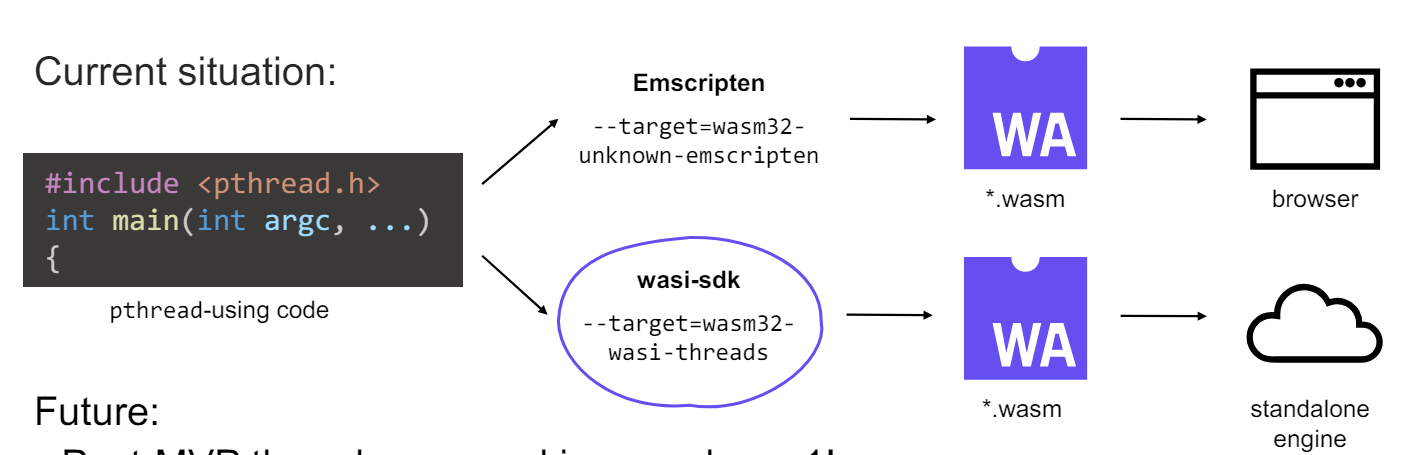 Current situation:
#include <pthread.h>
int main(int argc, ...)
{
pthread-using code
Emscripten
--target=wasm32-
unknown-emscripten
WA
*.wasm
browser
wasi-sdk
--target=wasm32-
wasi-threads
WA
*.wasm
standalone
engine
Future: